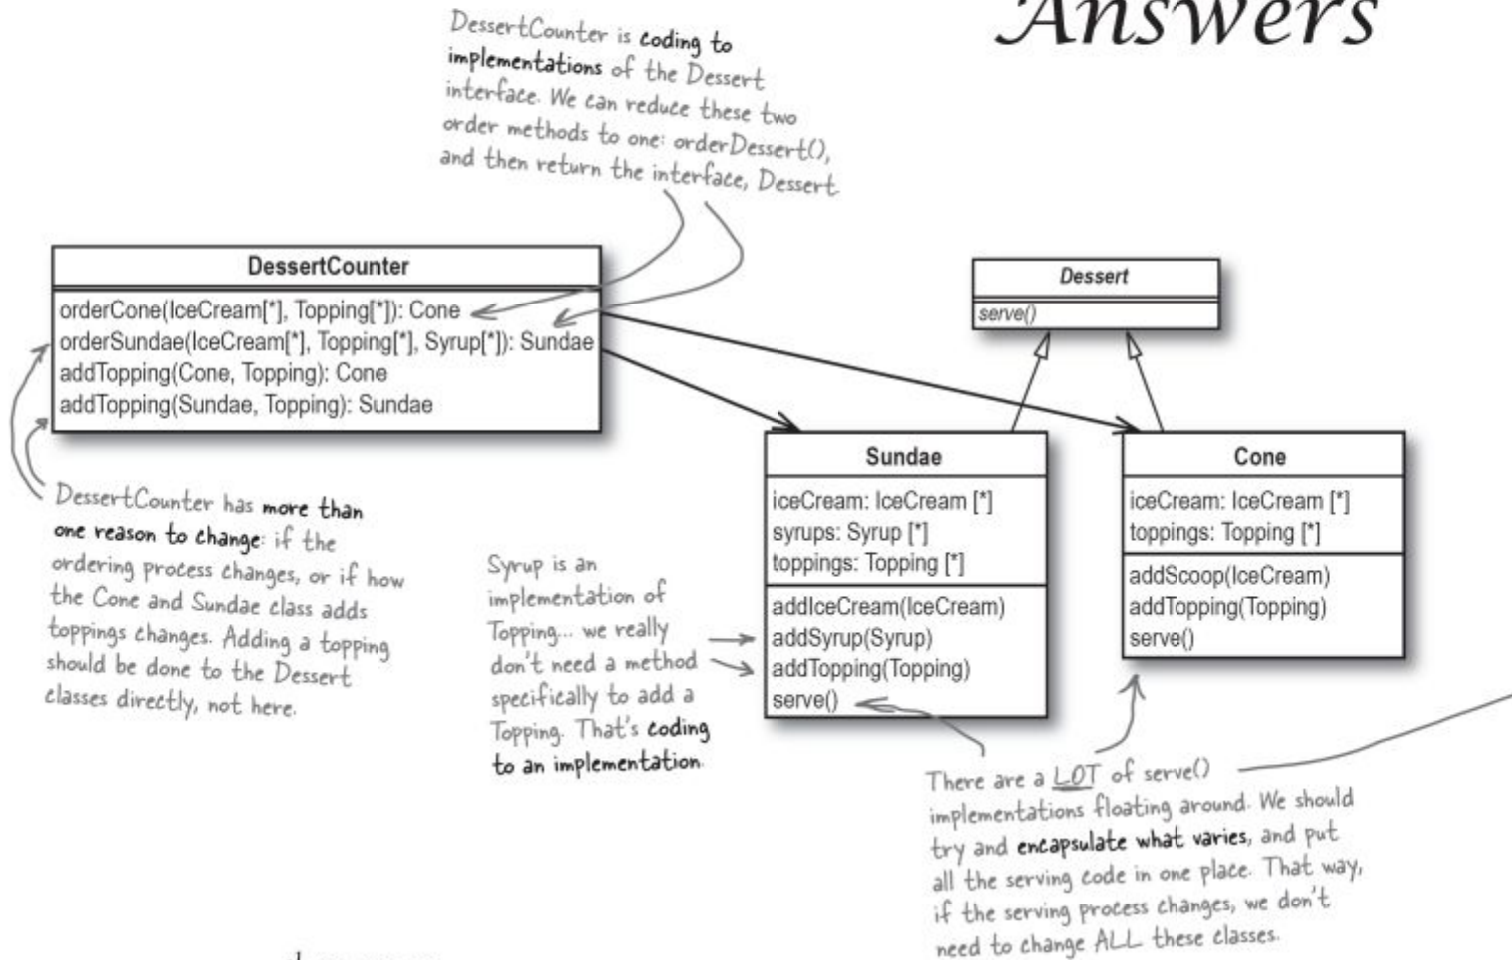 Answers
DessertCounter is coding to
implementations of the Dessert
interface. We can reduce these two
order methods to one: orderDessert(),
and then return the interface, Dessert.
DessertCounter
orderCone(IceCream[*], Topping[*]): Cone
orderSundae(IceCream[*], Topping[*], Syrup[*]): Sundae
addTopping(Cone, Topping): Cone
addTopping(Sundae, Topping): Sundae
Dessert
serve()
DessertCounter has more than
one reason to change: if the
ordering process changes, or if how
the Cone and Sundae class adds
toppings changes. Adding a topping
should be done to the Dessert
classes directly, not here.
Syrup is an
implementation of
Topping... we really
don't need a method
specifically to add a
Topping. That's coding
to an implementation.
Sundae
iceCream: IceCream [*]
syrups: Syrup [*]
toppings: Topping [*]
addIceCream(IceCream)
addSyrup(Syrup)
addTopping(Topping)
serve()
Cone
iceCream: IceCream [*]
toppings: Topping [*]
addScoop(IceCream)
addTopping(Topping)
serve()
There are a LOT of serve()
implementations floating around. We should
try and encapsulate what varies, and put
all the serving code in one place. That way,
if the serving process changes, we don't
need to change ALL these classes.